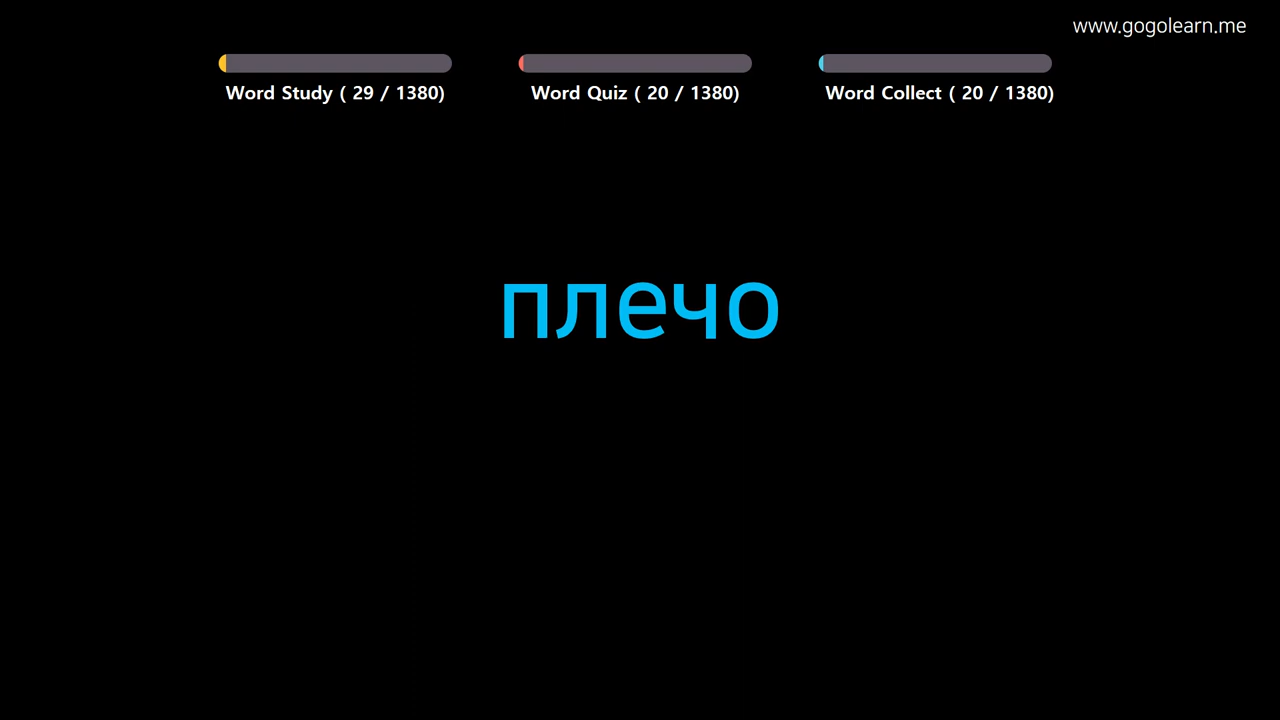 www.gogolearn.me
Word Study ( 29 / 1380)
Word Quiz ( 20 / 1380)
Word Collect ( 20 / 1380)
плечо